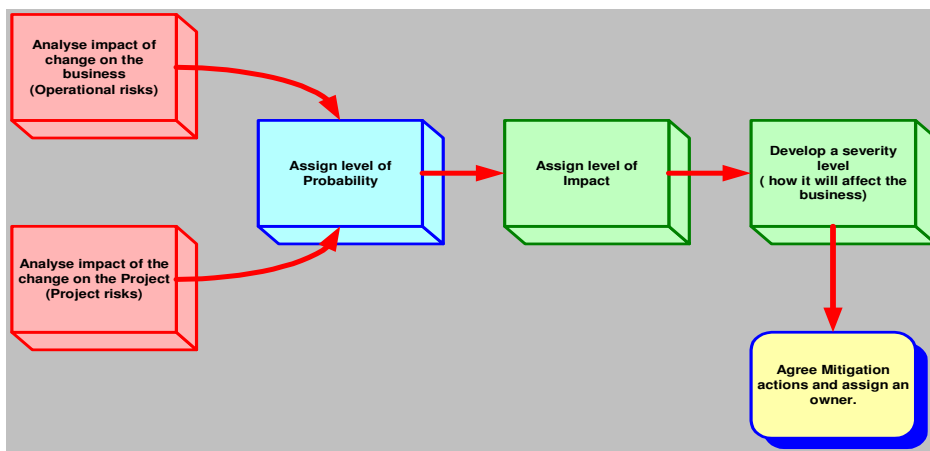 Analyse impact of
change on the
business
(Operational risks)
Analyse impact of the
change on the Project
(Project risks)
Assign level of
Probability
Assign level of
Impact
Develop a severity
level
( how it will affect the
business)
Agree Mitigation
actions and assign an
owner.